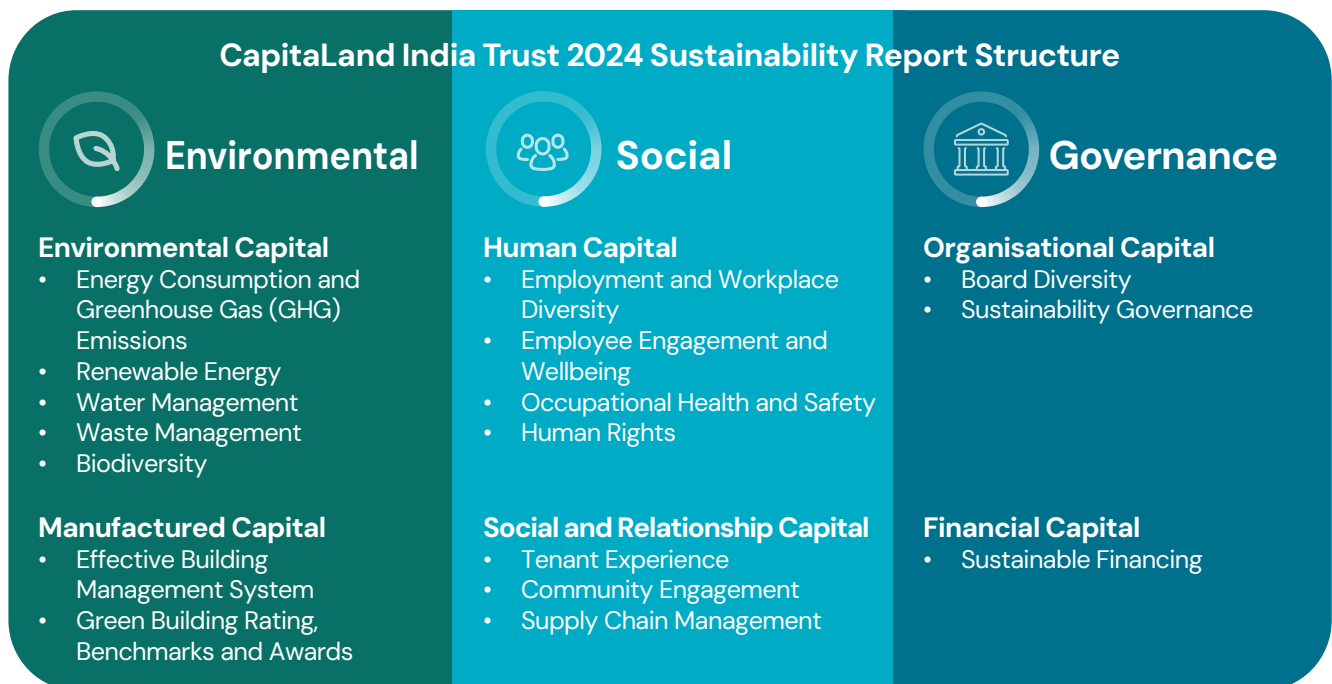 CapitaLand India Trust 2024 Sustainability Report Structure
Environmental
Environmental Capital
• Energy Consumption and
Greenhouse Gas (GHG)
Emissions
• Renewable Energy
• Water Management
• Waste Management
• Biodiversity
Manufactured Capital
• Effective Building
Management System
• Green Building Rating,
Benchmarks and Awards
Social
Human Capital
• Employment and Workplace
Diversity
• Employee Engagement and
Wellbeing
• Occupational Health and Safety
• Human Rights
Social and Relationship Capital
• Tenant Experience
• Community Engagement
• Supply Chain Management
Governance
Organisational Capital
• Board Diversity
• Sustainability Governance
Financial Capital
• Sustainable Financing